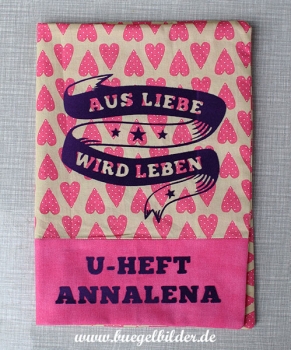 AUS LIEBE
WIRD LEBEN
U-HEFT
ANNALENA
www.buegelbilder.de